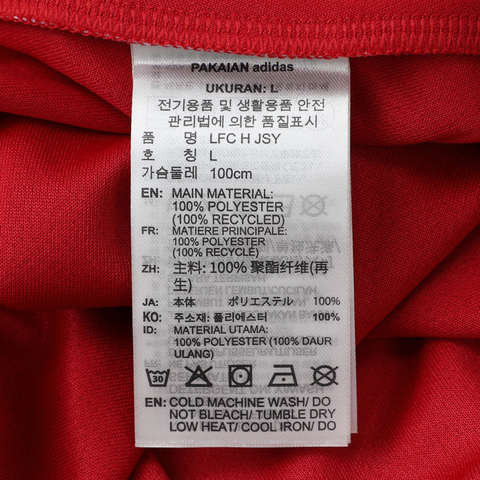 PAKAIAN adidas
UKURAN: L
전기용품 및 생활용품 안전
관리법에 의한 품질표시
품 명 LFC H JSY
호 칭 L
가슴둘레 100cm
EN: MAIN MATERIAL:
100% POLYESTER
(100% RECYCLED)
FR: MATIERE PRINCIPALE:
100% POLYESTER
(100% RECYCLÉ)
ZH: 主料: 100% 聚酯纤维(再
生)
JA: 本体 ポリエステル 100%
KO: 주소재: 폴리에스터 100%
ID: MATERIAL UTAMA:
100% POLYESTER (100% DAUR
ULANG)
30
EN: COLD MACHINE WASH/ DO
NOT BLEACH/ TUMBLE DRY
LOW HEAT/ COOL IRON/ DO